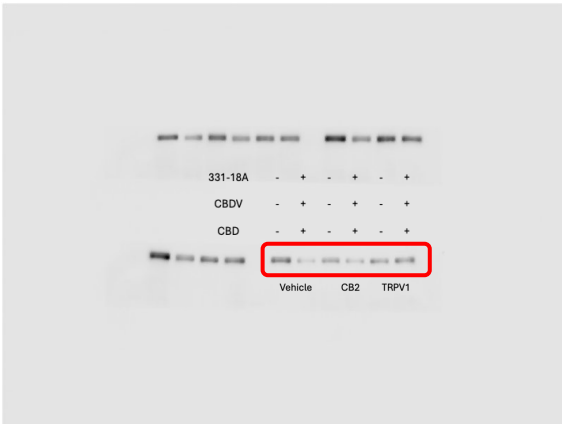 331-18A - + - + - +
CBDV - + - + - +
CBD - + - + - +
Vehicle CB2 TRPV1